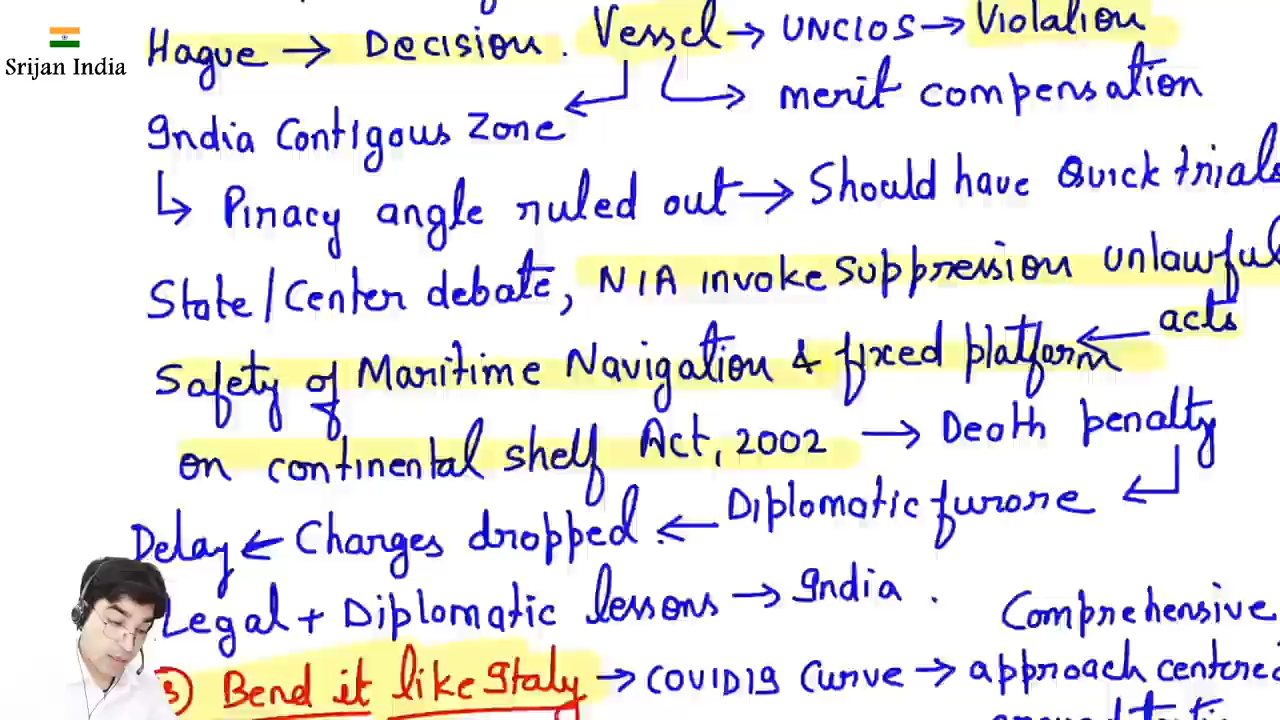 Srijan India
Hague → Decision. Vessel → UNCLOS → Violation
India Contigous Zone
→ merit compensation
↳ Piracy angle ruled out → Should have Quick trials
State/Center debate, NIA invoke suppression unlawful
acts
Safety of Maritime Navigation & fixed platform ←
on continental shelf Act, 2002 → Death penalty
Delay ← Charges dropped. ← Diplomatic furore ←
Legal + Diplomatic lessons → India.
Comprehensive
3) Bend it like Italy → COVID19 Curve → approach centered